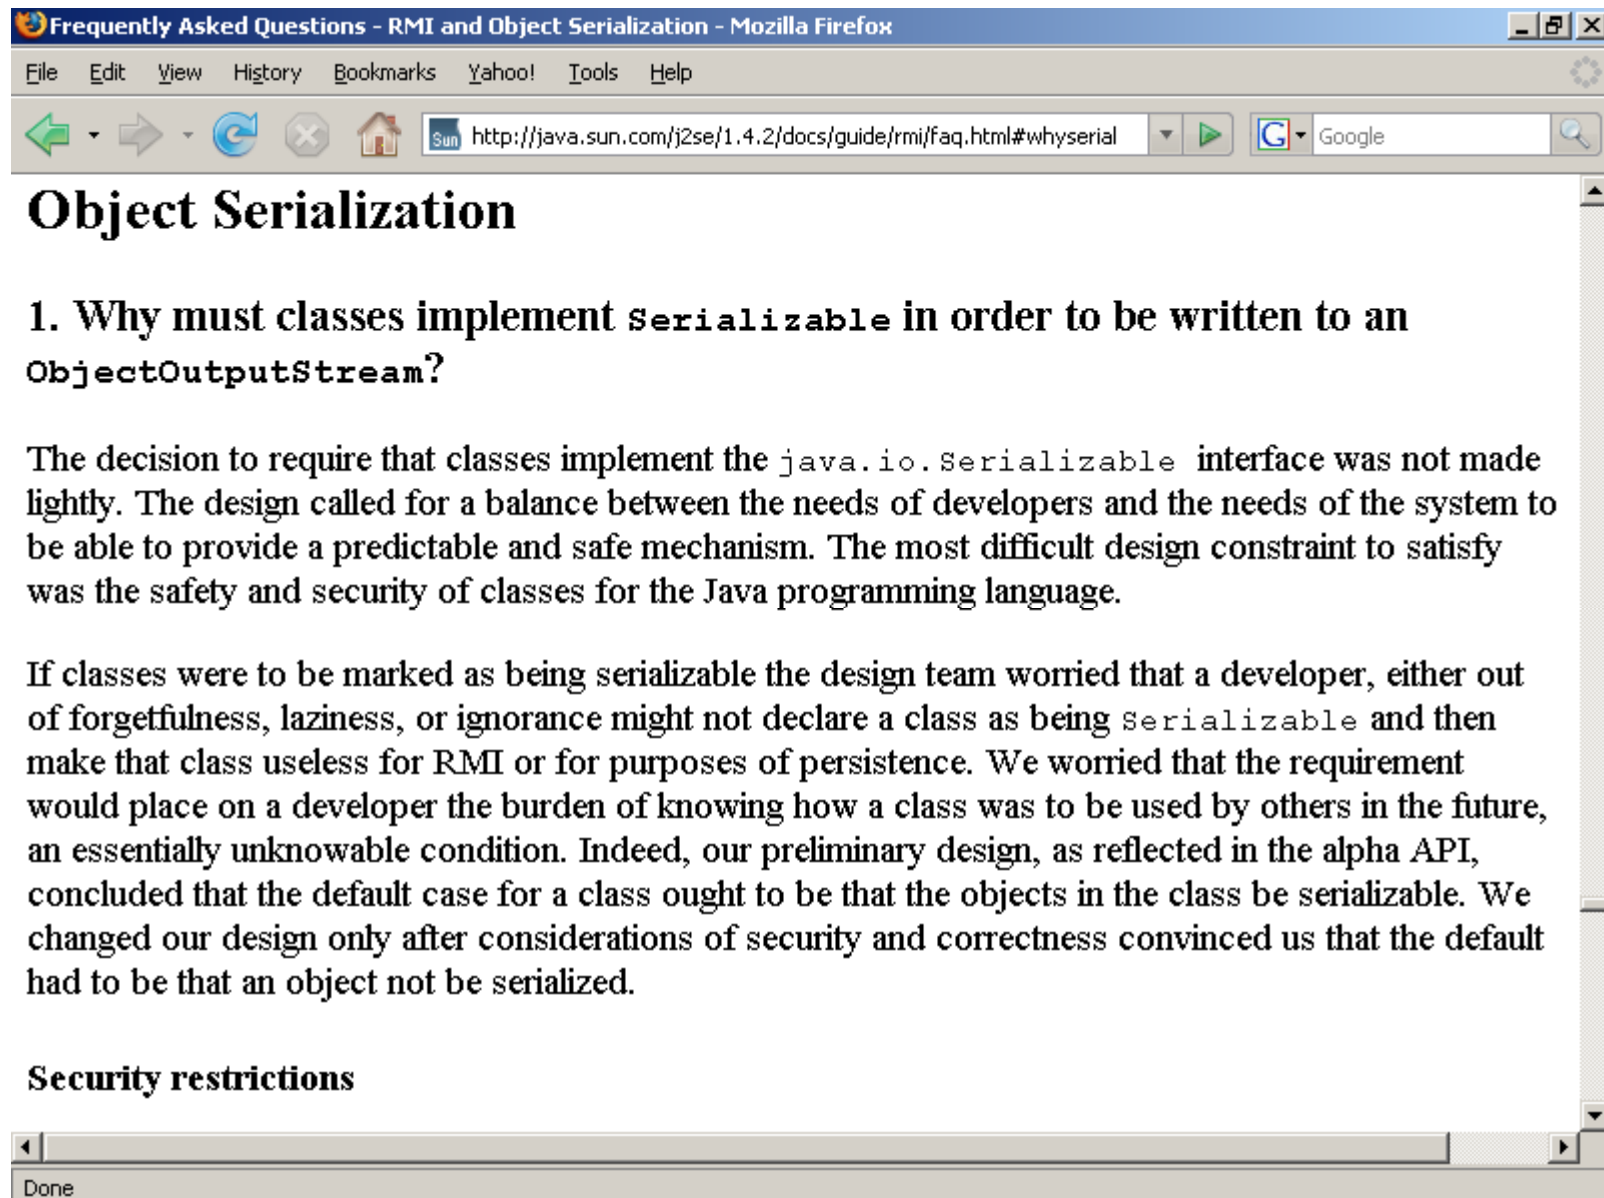 Frequently Asked Questions - RMI and Object Serialization - Mozilla Firefox
File Edit View History Bookmarks Yahoo! Tools Help
Sun http://java.sun.com/j2se/1.4.2/docs/guide/rmi/faq.html#whyserial G Google
Object Serialization
1. Why must classes implement Serializable in order to be written to an
ObjectOutputStream?
The decision to require that classes implement the java.io.Serializable interface was not made
lightly. The design called for a balance between the needs of developers and the needs of the system to
be able to provide a predictable and safe mechanism. The most difficult design constraint to satisfy
was the safety and security of classes for the Java programming language.
If classes were to be marked as being serializable the design team worried that a developer, either out
of forgetfulness, laziness, or ignorance might not declare a class as being Serializable and then
make that class useless for RMI or for purposes of persistence. We worried that the requirement
would place on a developer the burden of knowing how a class was to be used by others in the future,
an essentially unknowable condition. Indeed, our preliminary design, as reflected in the alpha API,
concluded that the default case for a class ought to be that the objects in the class be serializable. We
changed our design only after considerations of security and correctness convinced us that the default
had to be that an object not be serialized.
Security restrictions
Done